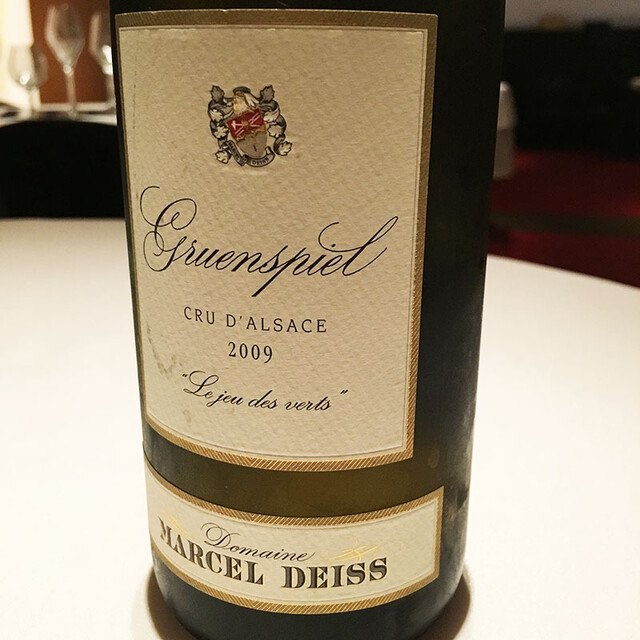 Gruenspiel
CRU D'ALSACE
2009
"Le jeu des verts"
Domaine
MARCEL DEISS